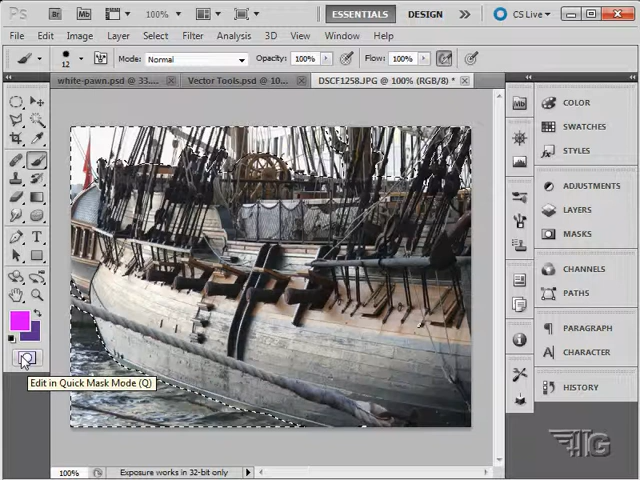 Ps Br Mb 100% ESSENTIALS DESIGN CS Live
File Edit Image Layer Select Filter Analysis 3D View Window Help
12 Mode: Normal Opacity: 100% Flow: 100%
white-pawn.psd @ 33.... Vector Tools.psd @ 10... DSCF1258.JPG @ 100% (RGB/8) *
Mb
COLOR
SWATCHES
STYLES
ADJUSTMENTS
LAYERS
MASKS
CHANNELS
PATHS
PARAGRAPH
CHARACTER
HISTORY
T
Edit in Quick Mask Mode (Q)
100% Exposure works in 32-bit only